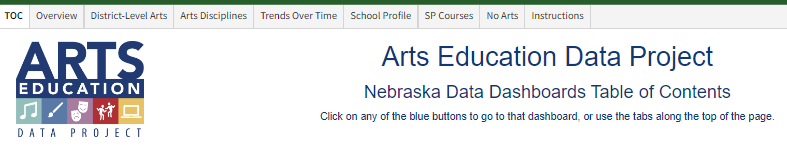 TOC Overview District-Level Arts Arts Disciplines Trends Over Time School Profile SP Courses No Arts Instructions
ARTS
EDUCATION
DATA PROJECT
Arts Education Data Project
Nebraska Data Dashboards Table of Contents
Click on any of the blue buttons to go to that dashboard, or use the tabs along the top of the page.